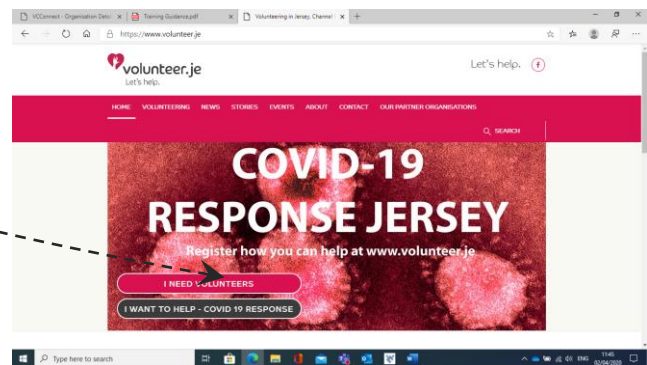 VCConnect - Organisation Detai
Training Guidance.pdf
Volunteering in Jersey, Channel I
https://www.volunteer.je
volunteer.je
Let's help.
Let's help.
HOME VOLUNTEERING NEWS STORIES EVENTS ABOUT CONTACT OUR PARTNER ORGANISATIONS
SEARCH
COVID-19
RESPONSE JERSEY
Register how you can help at www.volunteer.je
I NEED VOLUNTEERS
I WANT TO HELP - COVID 19 RESPONSE
Type here to search
ENG
11:45
02/04/2020